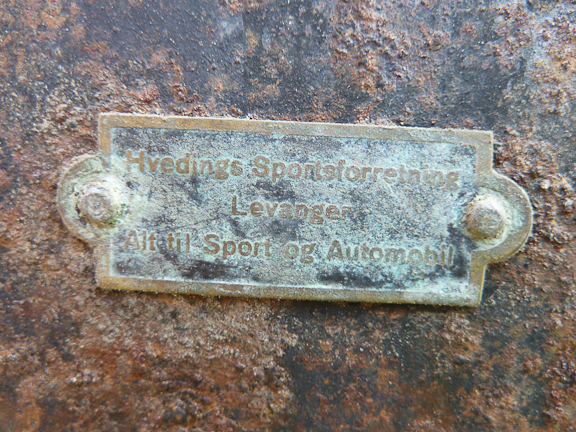 Hvedings Sportsforretning
Levanger
Alt til Sport og Automobil